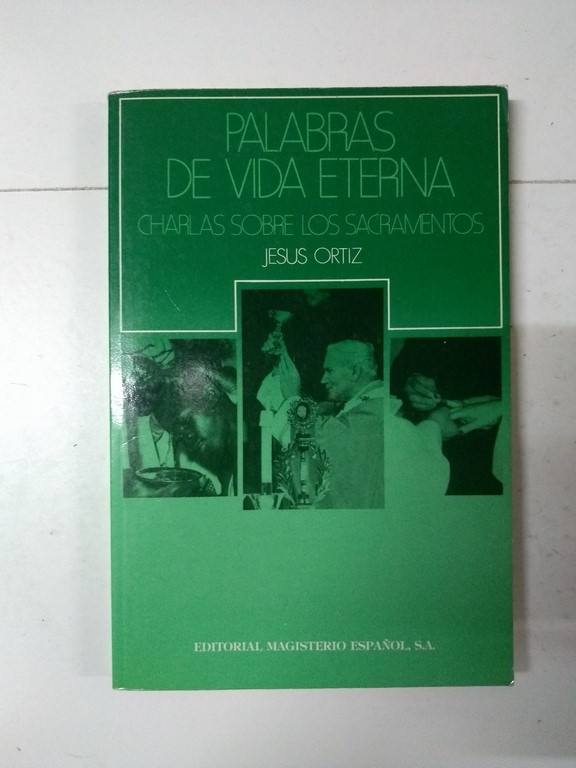 PALABRAS
DE VIDA ETERNA
CHARLAS SOBRE LOS SACRAMENTOS
JESUS ORTIZ
EDITORIAL MAGISTERIO ESPAÑOL, S.A.